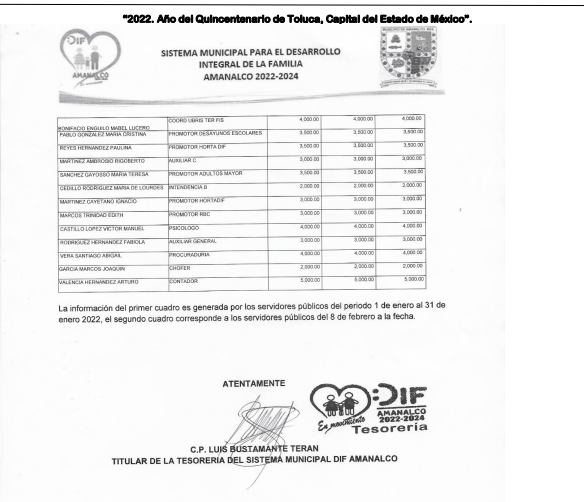 "2022. Año del Quincentenario de Toluca, Capital del Estado de México".
DIF
AMANALCO
SISTEMA MUNICIPAL PARA EL DESARROLLO
INTEGRAL DE LA FAMILIA
AMANALCO 2022-2024
BONIFACIO ENGUILO MABEL LUCERO COORD UBRIS TER FIS 4,000.00 4,000.00 4,000.00
PABLO GONZALEZ MARIA CRISTINA PROMOTOR DESAYUNOS ESCOLARES 3,500.00 3,500.00 3,500.00
REYES HERNANDEZ PAULINA PROMOTOR HORTA DIF 3,500.00 3,500.00 3,500.00
MARTINEZ AMBROSIO RIGOBERTO AUXILIAR C 3,000.00 3,000.00 3,000.00
SANCHEZ GAYOSSO MARIA TERESA PROMOTOR ADULTOS MAYOR 3,500.00 3,500.00 3,500.00
CEDILLO RODRIGUEZ MARIA DE LOURDES INTENDENCIA B 2,000.00 2,000.00 2,000.00
MARTINEZ CAYETANO IGNACIO PROMOTOR HORTADIF 3,000.00 3,000.00 3,000.00
MARCOS TRINIDAD EDITH PROMOTOR RBC 3,000.00 3,000.00 3,000.00
CASTILLO LOPEZ VICTOR MANUEL PSICOLOGO 4,000.00 4,000.00 4,000.00
RODRIGUEZ HERNANDEZ FABIOLA AUXILIAR GENERAL 3,000.00 3,000.00 3,000.00
VERA SANTIAGO ABIGAIL PROCURADURIA 4,000.00 4,000.00 4,000.00
GARCIA MARCOS JOAQUIN CHOFER 2,000.00 2,000.00 2,000.00
VALENCIA HERNANDEZ ARTURO CONTADOR 5,000.00 5,000.00 5,000.00
La información del primer cuadro es generada por los servidores públicos del periodo 1 de enero al 31 de
enero 2022, el segundo cuadro corresponde a los servidores públicos del 8 de febrero a la fecha.
ATENTAMENTE
DIF
AMANALCO
2022-2024
En movimiento
Tesorería
C.P. LUIS BUSTAMANTE TERAN
TITULAR DE LA TESORERÍA DEL SISTEMA MUNICIPAL DIF AMANALCO